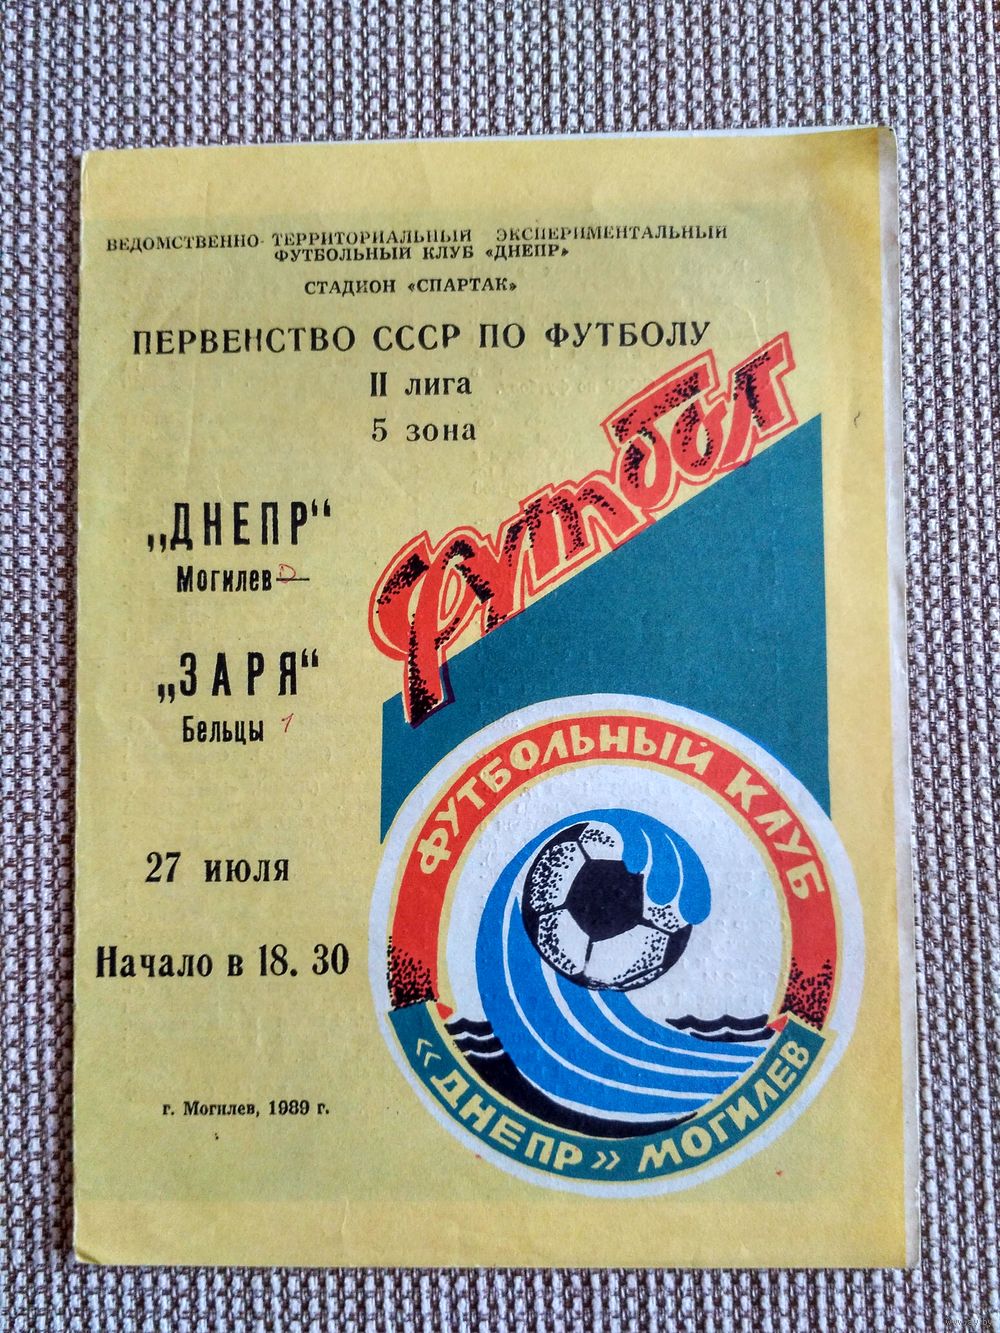 ВЕДОМСТВЕННО-ТЕРРИТОРИАЛЬНЫЙ ЭКСПЕРИМЕНТАЛЬНЫЙ
ФУТБОЛЬНЫЙ КЛУБ «ДНЕПР»
СТАДИОН «СПАРТАК»
ПЕРВЕНСТВО СССР ПО ФУТБОЛУ
II лига
5 зона
футбол
„ДНЕПР“
Могилев
„ЗАРЯ“
Бельцы 1
27 июля
Начало в 18. 30
г. Могилев, 1989 г.
ФУТБОЛЬНЫЙ КЛУБ
«ДНЕПР» МОГИЛЕВ